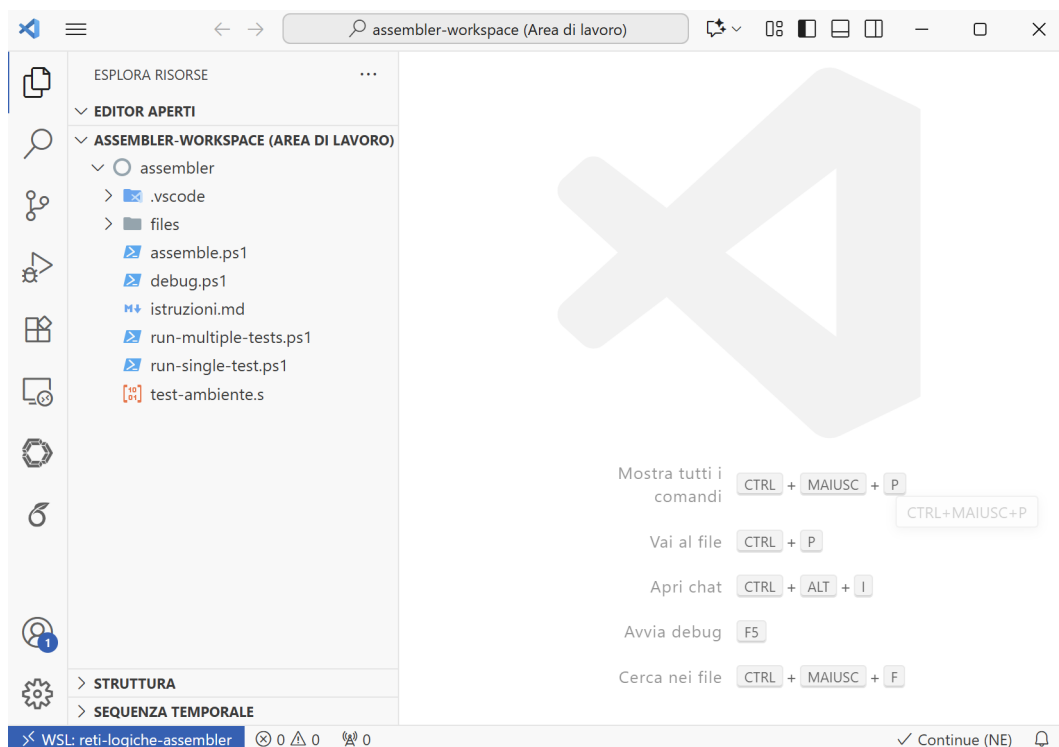 assembler-workspace (Area di lavoro)
ESPLORA RISORSE
EDITOR APERTI
ASSEMBLER-WORKSPACE (AREA DI LAVORO)
assembler
.vscode
files
assemble.ps1
debug.ps1
istruzioni.md
run-multiple-tests.ps1
run-single-test.ps1
test-ambiente.s
Mostra tutti i comandi CTRL + MAIUSC + P
CTRL+MAIUSC+P
Vai al file CTRL + P
Apri chat CTRL + ALT + I
Avvia debug F5
Cerca nei file CTRL + MAIUSC + F
1
STRUTTURA
SEQUENZA TEMPORALE
WSL: reti-logiche-assembler 0 0 0 Continue (NE)